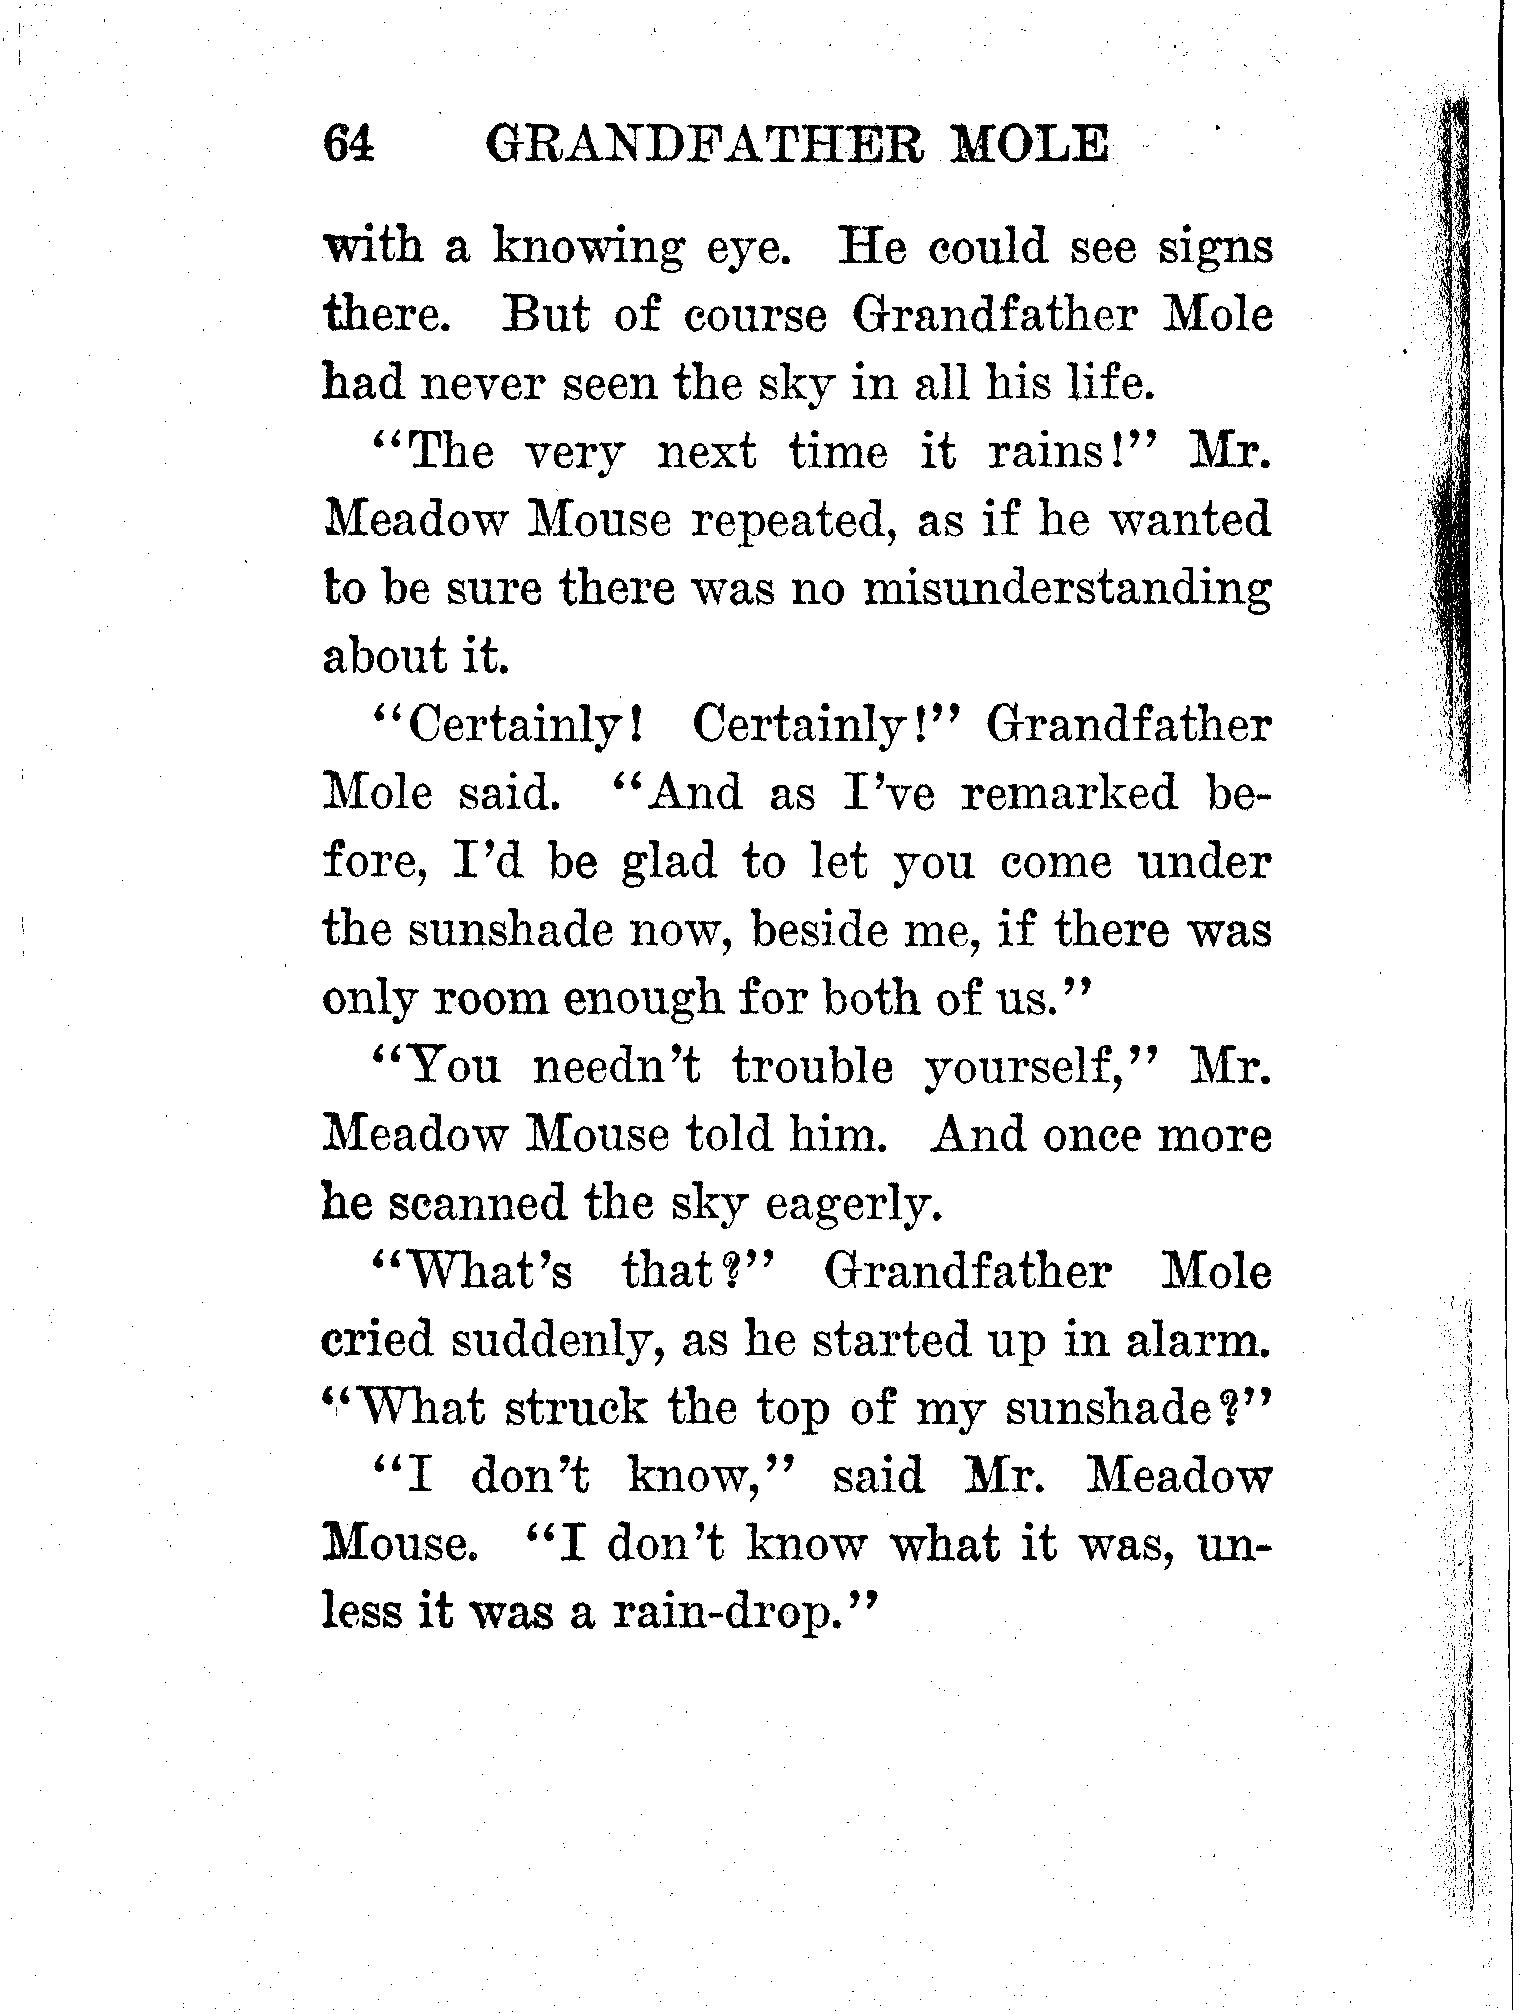 64 GRANDFATHER MOLE
with a knowing eye. He could see signs
there. But of course Grandfather Mole
had never seen the sky in all his life.
"The very next time it rains!" Mr.
Meadow Mouse repeated, as if he wanted
to be sure there was no misunderstanding
about it.
"Certainly! Certainly!" Grandfather
Mole said. "And as I've remarked be-
fore, I'd be glad to let you come under
the sunshade now, beside me, if there was
only room enough for both of us."
"You needn't trouble yourself," Mr.
Meadow Mouse told him. And once more
he scanned the sky eagerly.
"What's that?" Grandfather Mole
cried suddenly, as he started up in alarm.
"What struck the top of my sunshade?"
"I don't know," said Mr. Meadow
Mouse. "I don't know what it was, un-
less it was a rain-drop."